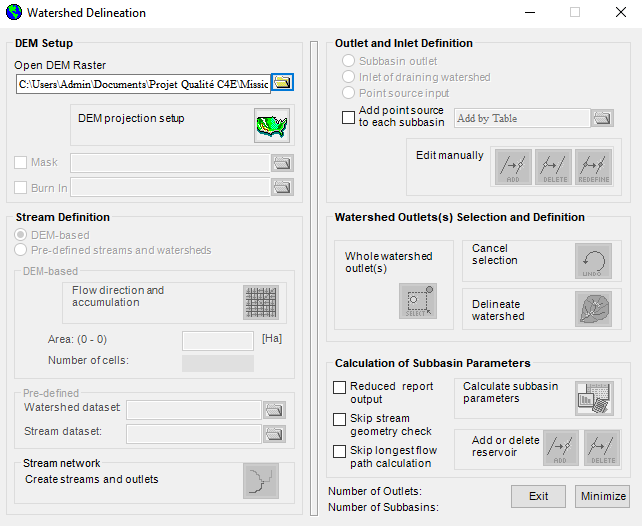 Watershed Delineation
DEM Setup
Open DEM Raster
C:\Users\Admin\Documents\Projet Qualité C4E\Missic
DEM projection setup
Mask
Burn In
Stream Definition
DEM-based
Pre-defined streams and watersheds
DEM-based
Flow direction and
accumulation
Area: (0 - 0)
[Ha]
Number of cells:
Pre-defined
Watershed dataset
Stream dataset:
Stream network
Create streams and outlets
Outlet and Inlet Definition
Subbasin outlet
Inlet of draining watershed
Point source input
Add point source
to each subbasin
Add by Table
Edit manually
ADD
DELETE
REDEFINE
Watershed Outlets(s) Selection and Definition
Whole watershed
outlet(s)
SELECT
Cancel
selection
UNDO
Delineate
watershed
Calculation of Subbasin Parameters
Reduced report
output
Skip stream
geometry check
Skip longest flow
path calculation
Calculate subbasin
parameters
Add or delete
reservoir
ADD
DELETE
Number of Outlets:
Number of Subbasins:
Exit
Minimize